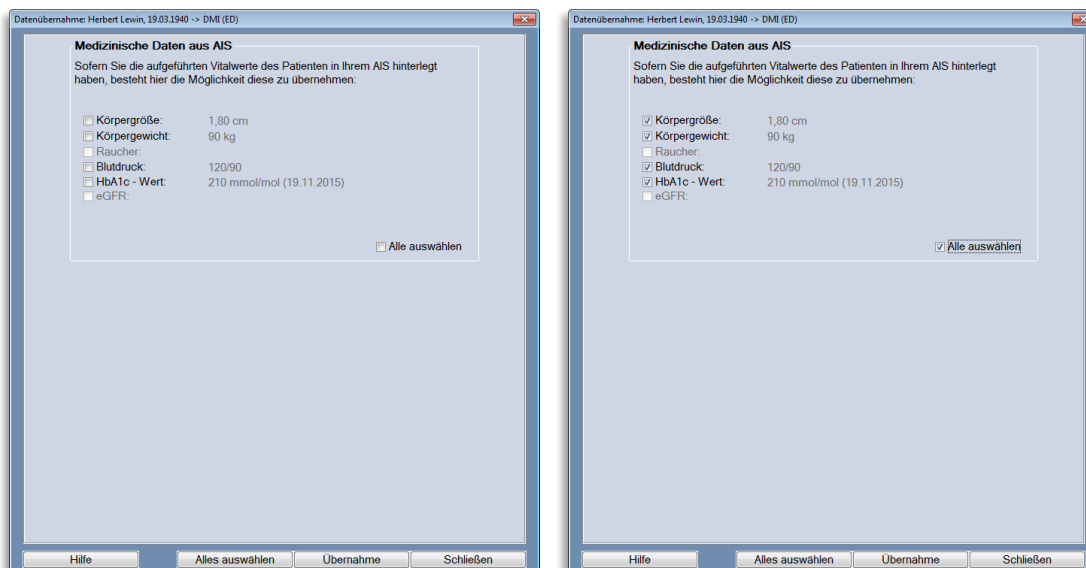 Datenübernahme: Herbert Lewin, 19.03.1940 -> DMI (ED)
Medizinische Daten aus AIS
Sofern Sie die aufgeführten Vitalwerte des Patienten in Ihrem AIS hinterlegt
haben, besteht hier die Möglichkeit diese zu übernehmen:
Körpergröße: 1,80 cm
Körpergewicht: 90 kg
Raucher:
Blutdruck: 120/90
HbA1c - Wert: 210 mmol/mol (19.11.2015)
eGFR:
Alle auswählen
Hilfe Alles auswählen Übernahme Schließen
Datenübernahme: Herbert Lewin, 19.03.1940 -> DMI (ED)
Medizinische Daten aus AIS
Sofern Sie die aufgeführten Vitalwerte des Patienten in Ihrem AIS hinterlegt
haben, besteht hier die Möglichkeit diese zu übernehmen:
Körpergröße: 1,80 cm
Körpergewicht: 90 kg
Raucher:
Blutdruck: 120/90
HbA1c - Wert: 210 mmol/mol (19.11.2015)
eGFR:
Alle auswählen
Hilfe Alles auswählen Übernahme Schließen